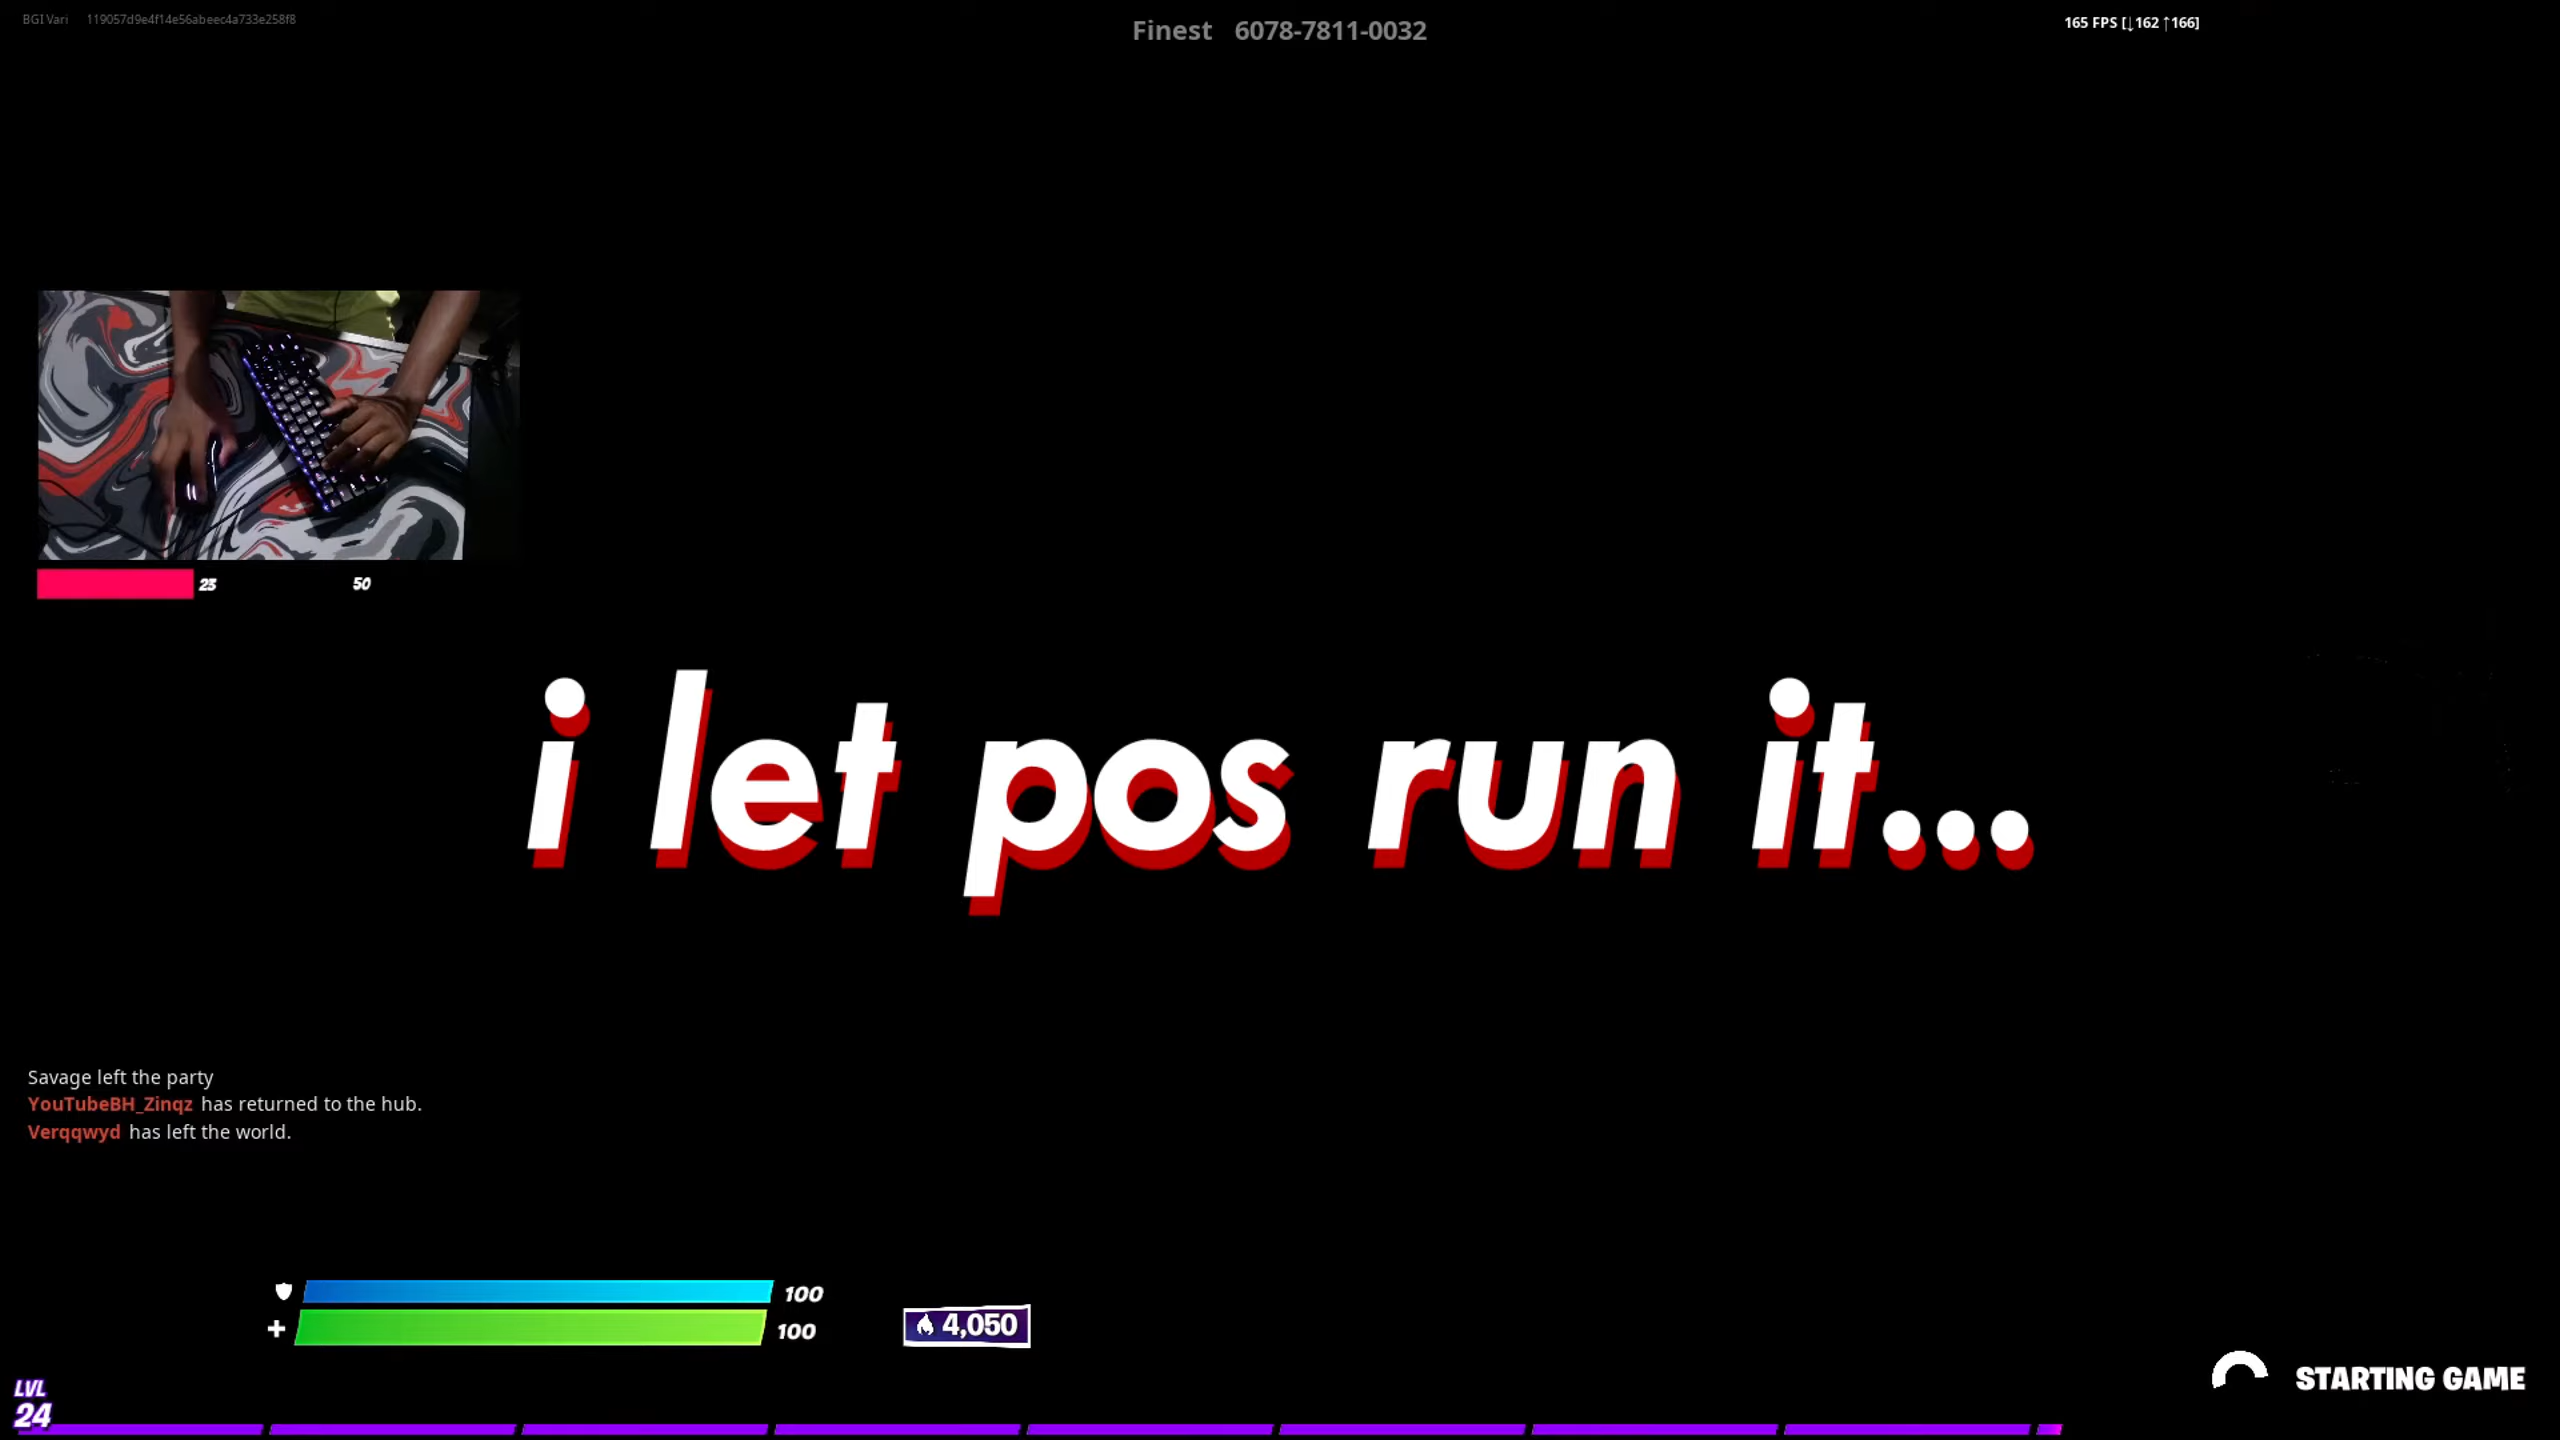 BGI Vari 119057d9e4f14e56abeec4a733e258f8
Finest 6078-7811-0032
165 FPS [↓162 ↑166]
23 50
i let pos run it...
Savage left the party
YouTubeBH_Zinqz has returned to the hub.
Verqqwyd has left the world.
100
100
4,050
LVL
24
STARTING GAME